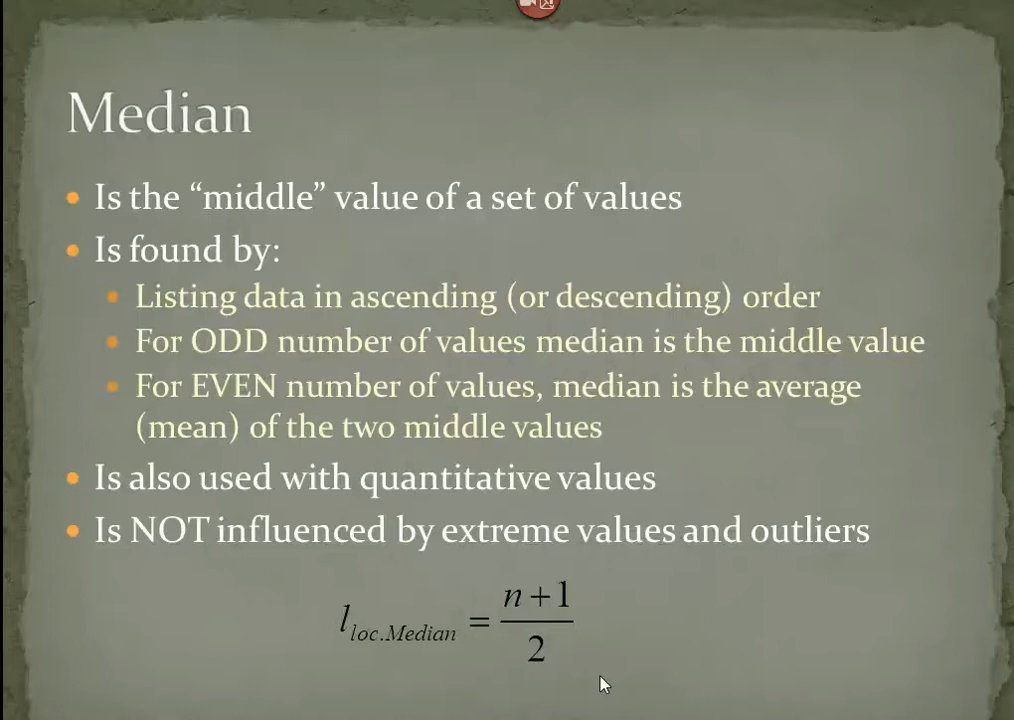 Median
• Is the “middle” value of a set of values
• Is found by:
• Listing data in ascending (or descending) order
• For ODD number of values median is the middle value
• For EVEN number of values, median is the average
(mean) of the two middle values
• Is also used with quantitative values
• Is NOT influenced by extreme values and outliers
l_{loc.Median} = \frac{n+1}{2}